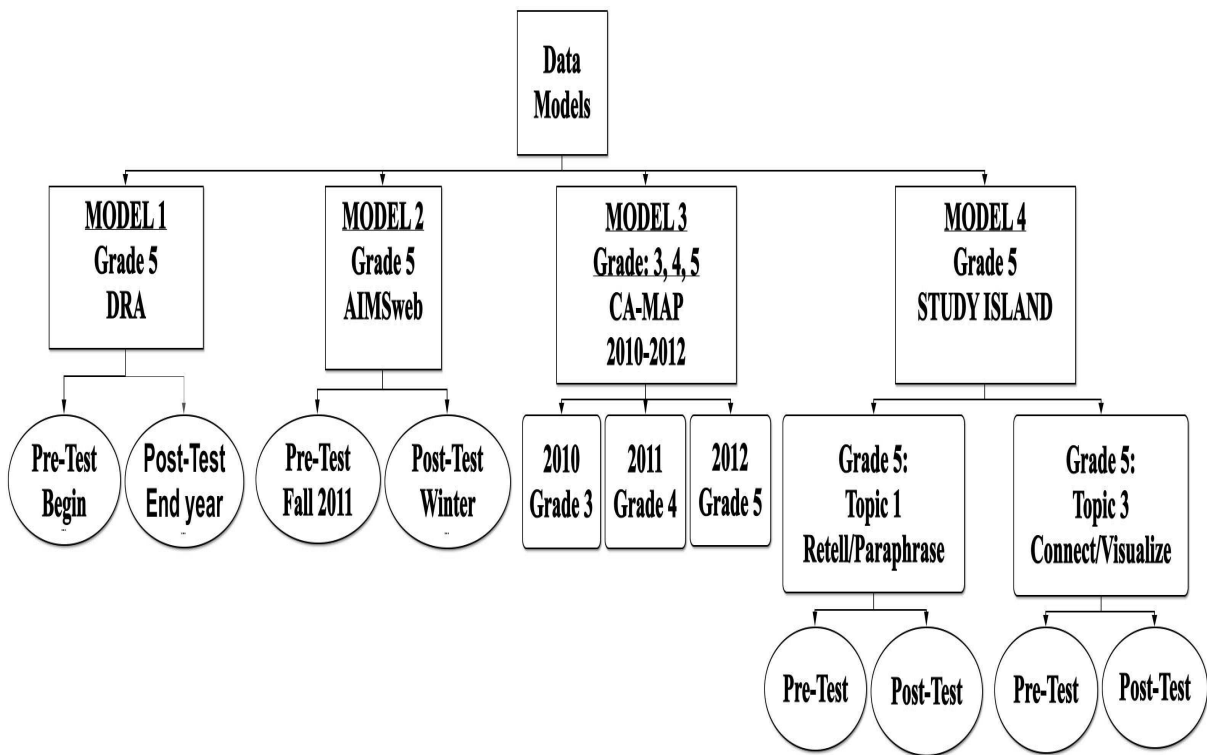 Data
Models
MODEL 1
Grade 5
DRA
MODEL 2
Grade 5
AIMSweb
MODEL 3
Grade: 3, 4, 5
CA-MAP
2010-2012
MODEL 4
Grade 5
STUDY ISLAND
Pre-Test
Begin
...
Post-Test
End year
...
Pre-Test
Fall 2011
Post-Test
Winter
...
2010
Grade 3
2011
Grade 4
2012
Grade 5
Grade 5:
Topic 1
Retell/Paraphrase
Grade 5:
Topic 3
Connect/Visualize
Pre-Test
Post-Test
Pre-Test
Post-Test